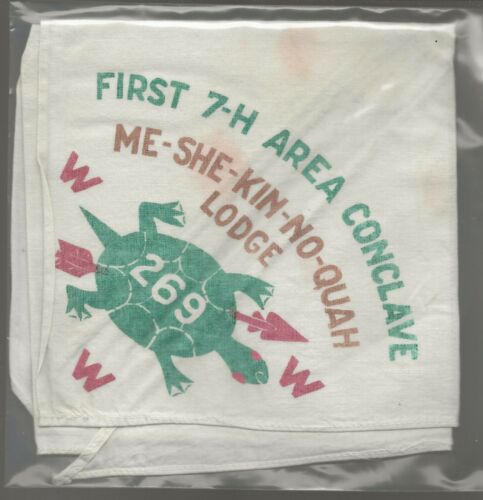 FIRST 7-H AREA CONCLAVE
ME-SHE-KIN-NO-QUAH
LODGE
W
269
W
W